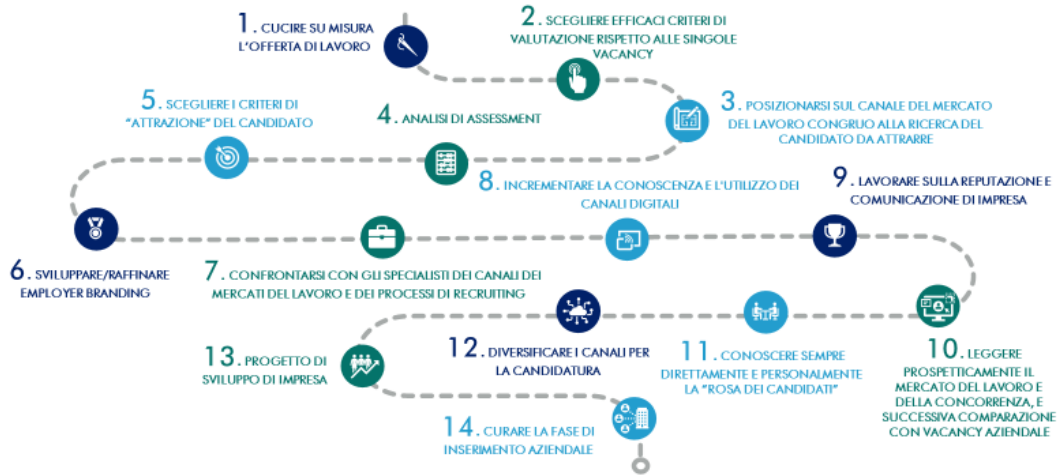 1. CUCIRE SU MISURA
L'OFFERTA DI LAVORO
2. SCEGLIERE EFFICACI CRITERI DI
VALUTAZIONE RISPETTO ALLE SINGOLE
VACANCY
3. POSIZIONARSI SUL CANALE DEL MERCATO
DEL LAVORO CONGRUO ALLA RICERCA DEL
CANDIDATO DA ATTRARRE
4. ANALISI DI ASSESSMENT
5. SCEGLIERE I CRITERI DI
"ATTRAZIONE" DEL CANDIDATO
6. SVILUPPARE/RAFFINARE
EMPLOYER BRANDING
7. CONFRONTARSI CON GLI SPECIALISTI DEI CANALI DEI
MERCATI DEL LAVORO E DEI PROCESSI DI RECRUITING
8. INCREMENTARE LA CONOSCENZA E L'UTILIZZO DEI
CANALI DIGITALI
9. LAVORARE SULLA REPUTAZIONE E
COMUNICAZIONE DI IMPRESA
10. LEGGERE
PROSPETTICAMENTE IL
MERCATO DEL LAVORO E
DELLA CONCORRENZA, E
SUCCESSIVA COMPARAZIONE
CON VACANCY AZIENDALE
11. CONOSCERE SEMPRE
DIRETTAMENTE E PERSONALMENTE
LA "ROSA DEI CANDIDATI"
12. DIVERSIFICARE I CANALI PER
LA CANDIDATURA
13. PROGETTO DI
SVILUPPO DI IMPRESA
14. CURARE LA FASE DI
INSERIMENTO AZIENDALE